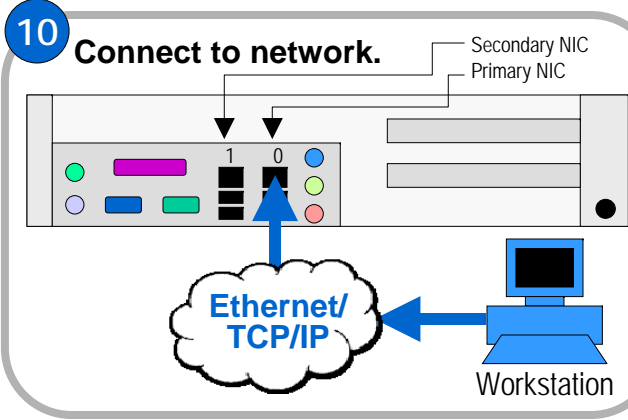 10
Connect to network.
Secondary NIC
Primary NIC
1 0
Ethernet/
TCP/IP
Workstation